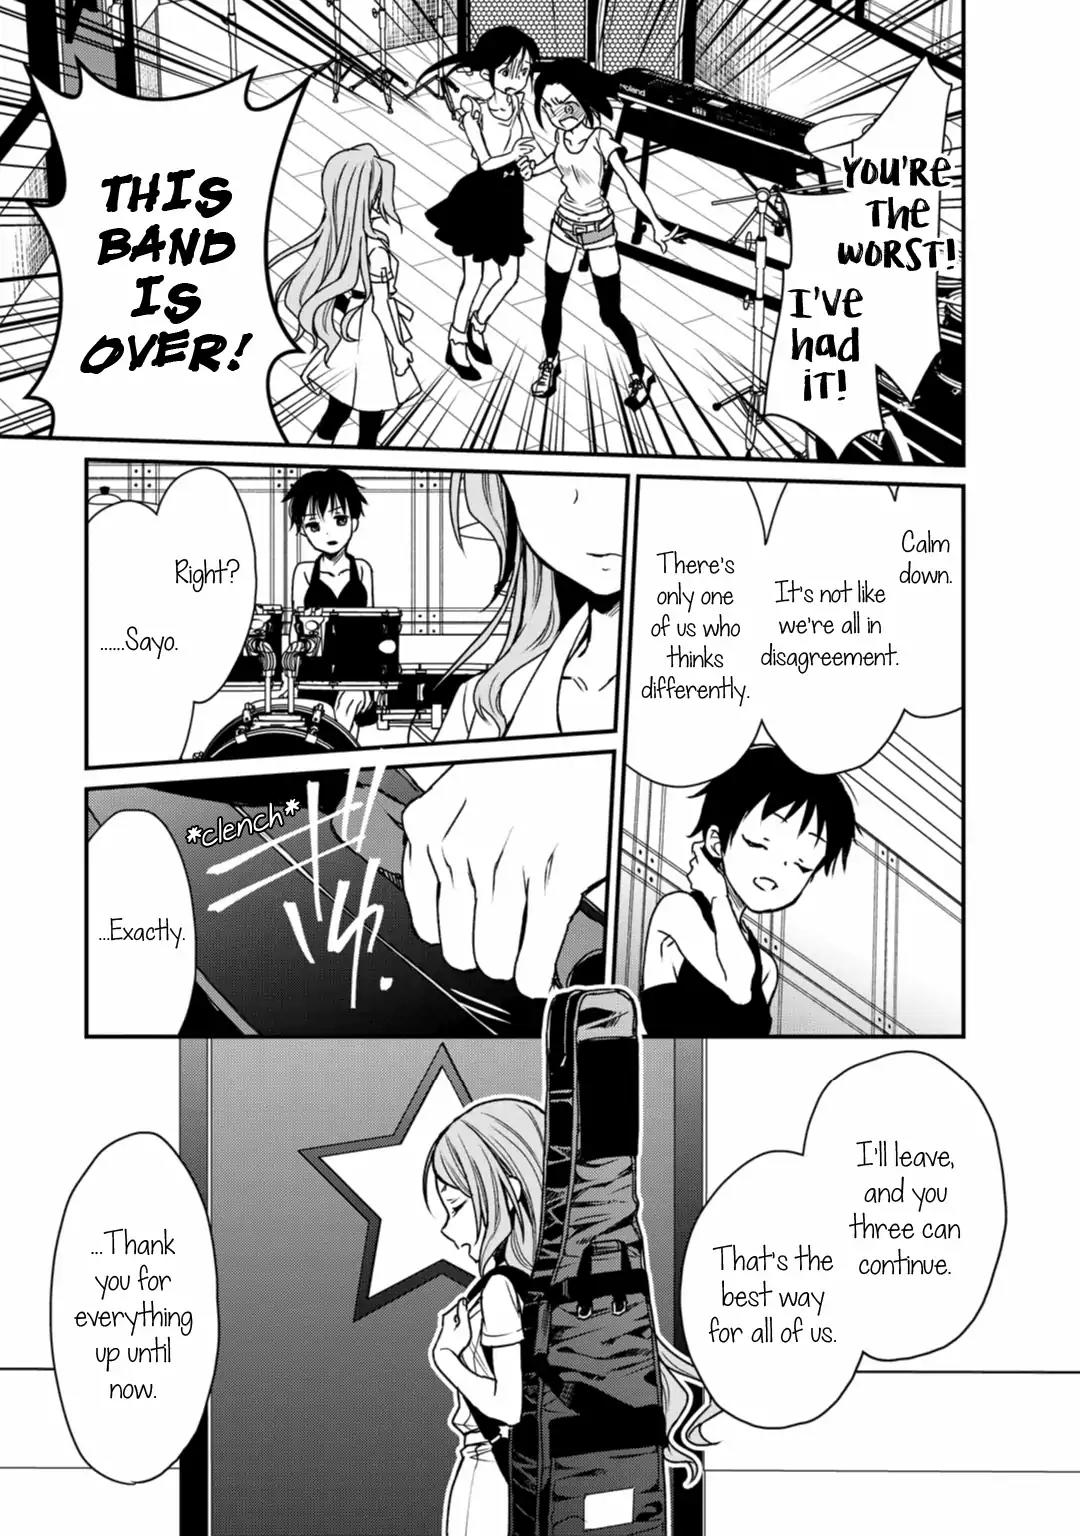 YOU'RE
THE
WORST!
I'VE
had
IT!
THIS
BAND
IS
OVER!
Roland
Calm
down.
It's not like
we're all in
disagreement.
There's
only one
of us who
thinks
differently.
Right?
......Sayo.
*clench*
...Exactly.
I'll leave,
and you
three can
continue.
That's the
best way
for all of us.
...Thank
you for
everything
up until
now.